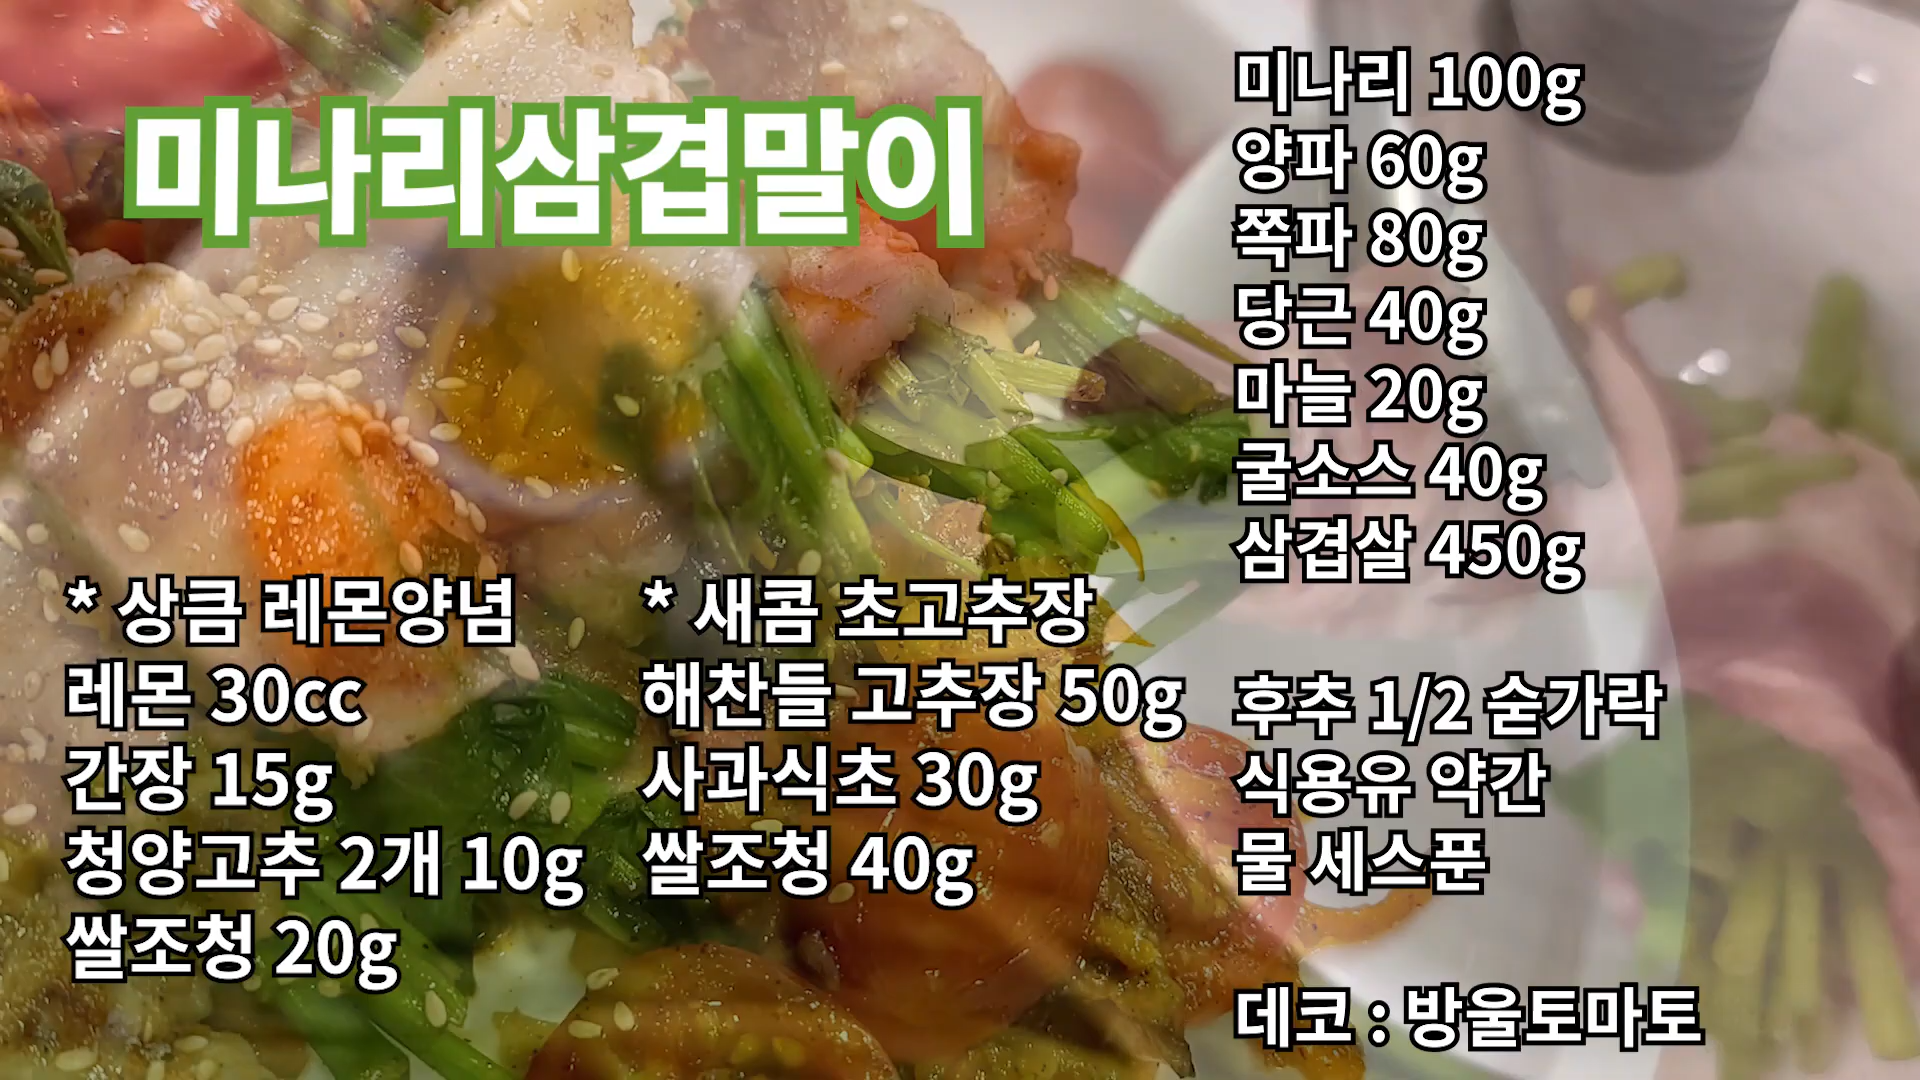 미나리삼겹말이
미나리 100g
양파 60g
쪽파 80g
당근 40g
마늘 20g
굴소스 40g
삼겹살 450g
후추 1/2 숟가락
식용유 약간
물 세스푼
데코 : 방울토마토
* 상큼 레몬양념
레몬 30cc
간장 15g
청양고추 2개 10g
쌀조청 20g
* 새콤 초고추장
해찬들 고추장 50g
사과식초 30g
쌀조청 40g